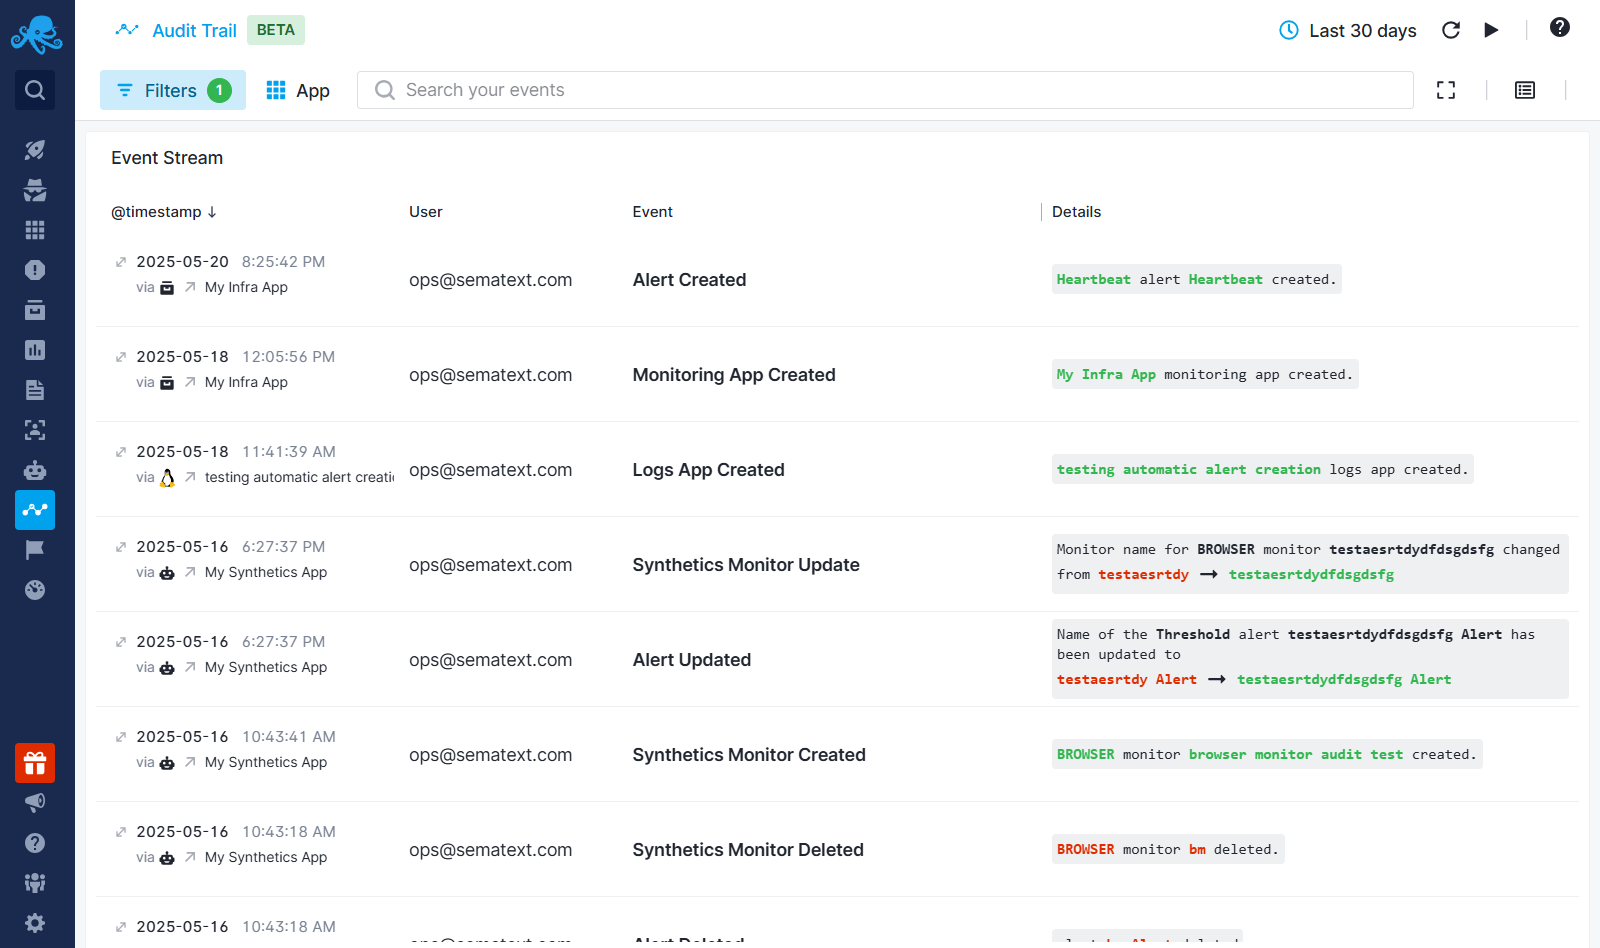 Audit Trail BETA
Last 30 days
Filters 1 App Search your events
Event Stream
@timestamp ↓ User Event Details
2025-05-20 8:25:42 PM
via My Infra App
ops@sematext.com
Alert Created
Heartbeat alert Heartbeat created.
2025-05-18 12:05:56 PM
via My Infra App
ops@sematext.com
Monitoring App Created
My Infra App monitoring app created.
2025-05-18 11:41:39 AM
via testing automatic alert creati
ops@sematext.com
Logs App Created
testing automatic alert creation logs app created.
2025-05-16 6:27:37 PM
via My Synthetics App
ops@sematext.com
Synthetics Monitor Update
Monitor name for BROWSER monitor testaesrtdydfdsgdsfg changed
from testaesrtdy → testaesrtdydfdsgdsfg
2025-05-16 6:27:37 PM
via My Synthetics App
ops@sematext.com
Alert Updated
Name of the Threshold alert testaesrtdydfdsgdsfg Alert has
been updated to
testaesrtdy Alert → testaesrtdydfdsgdsfg Alert
2025-05-16 10:43:41 AM
via My Synthetics App
ops@sematext.com
Synthetics Monitor Created
BROWSER monitor browser monitor audit test created.
2025-05-16 10:43:18 AM
via My Synthetics App
ops@sematext.com
Synthetics Monitor Deleted
BROWSER monitor bm deleted.
2025-05-16 10:43:18 AM
ops@sematext.com
Alert Deleted